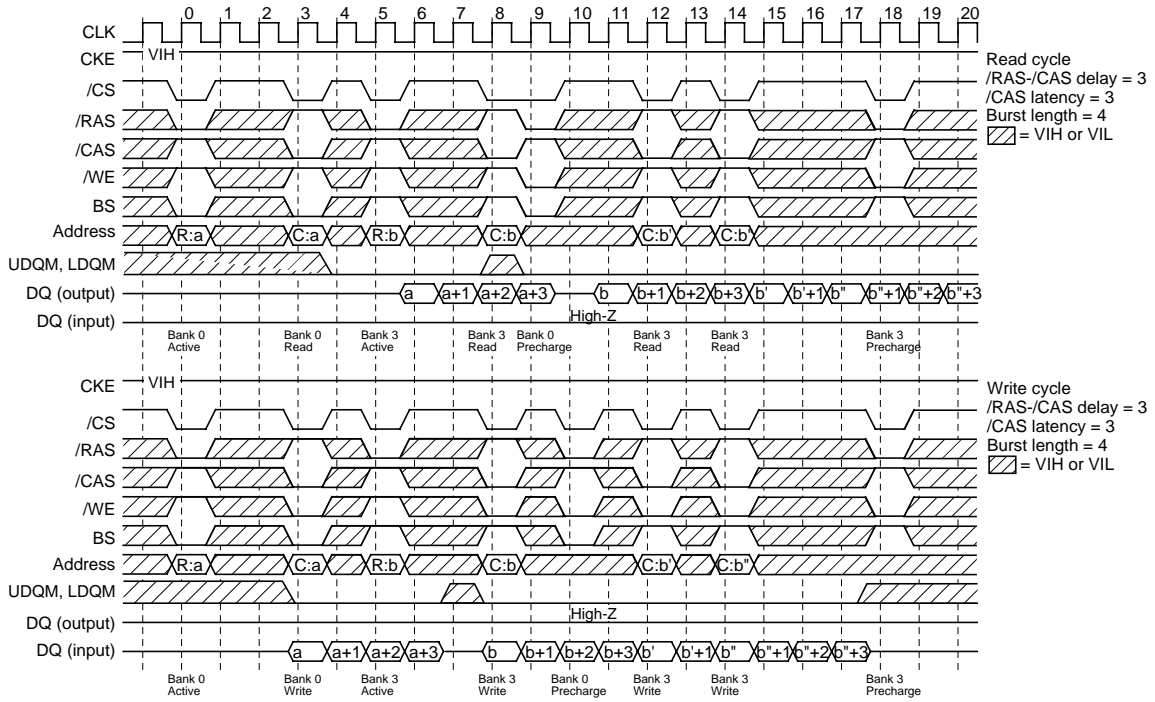 0 1 2 3 4 5 6 7 8 9 10 11 12 13 14 15 16 17 18 19 20
CLK
CKE VIH
/CS
/RAS
/CAS
/WE
BS
Address R:a C:a R:b C:b C:b' C:b"
UDQM, LDQM
DQ (output) a a+1 a+2 a+3 b b+1 b+2 b+3 b' b'+1 b" b"+1 b"+2 b"+3
High-Z
DQ (input)
Bank 0 Active
Bank 0 Read
Bank 3 Active
Bank 3 Read
Bank 0 Precharge
Bank 3 Read
Bank 3 Read
Bank 3 Precharge
Read cycle
/RAS-/CAS delay = 3
/CAS latency = 3
Burst length = 4
= VIH or VIL
CKE VIH
/CS
/RAS
/CAS
/WE
BS
Address R:a C:a R:b C:b C:b' C:b"
UDQM, LDQM
High-Z
DQ (output)
DQ (input) a a+1 a+2 a+3 b b+1 b+2 b+3 b' b'+1 b" b"+1 b"+2 b"+3
Bank 0 Active
Bank 0 Write
Bank 3 Active
Bank 3 Write
Bank 0 Precharge
Bank 3 Write
Bank 3 Write
Bank 3 Precharge
Write cycle
/RAS-/CAS delay = 3
/CAS latency = 3
Burst length = 4
= VIH or VIL